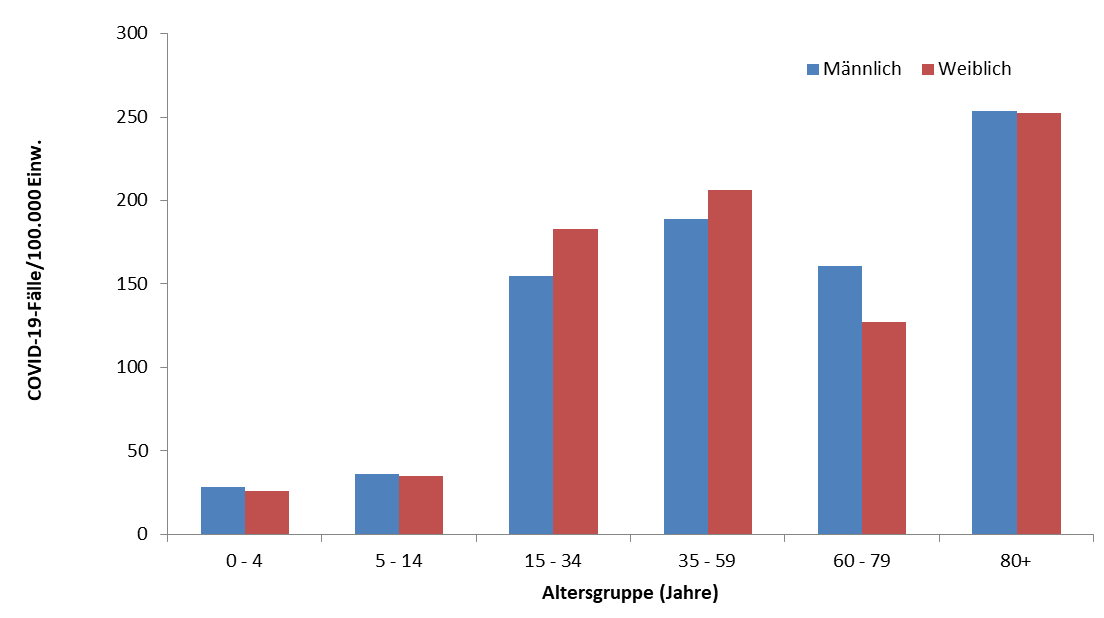 300
250
200
150
100
50
0
COVID-19-Fälle/100.000 Einw.
Männlich Weiblich
0 - 4 5 - 14 15 - 34 35 - 59 60 - 79 80+
Altersgruppe (Jahre)